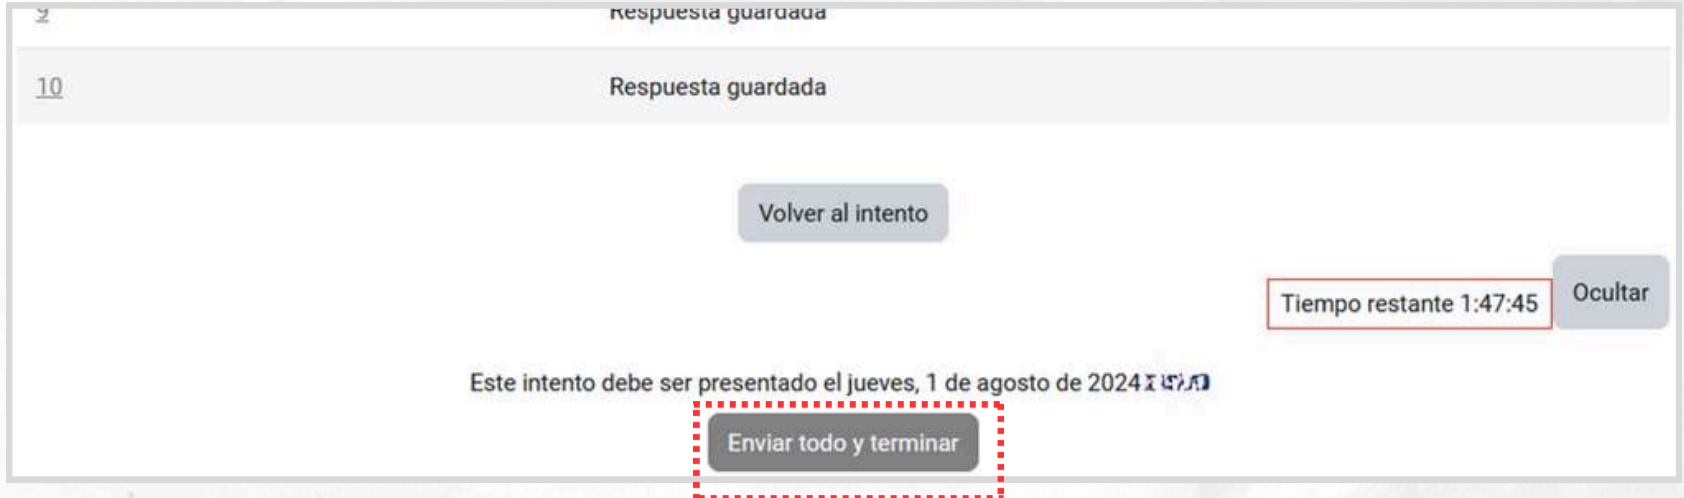 9 Respuesta guardada
10 Respuesta guardada
Volver al intento
Tiempo restante 1:47:45 Ocultar
Este intento debe ser presentado el jueves, 1 de agosto de 2024
Enviar todo y terminar